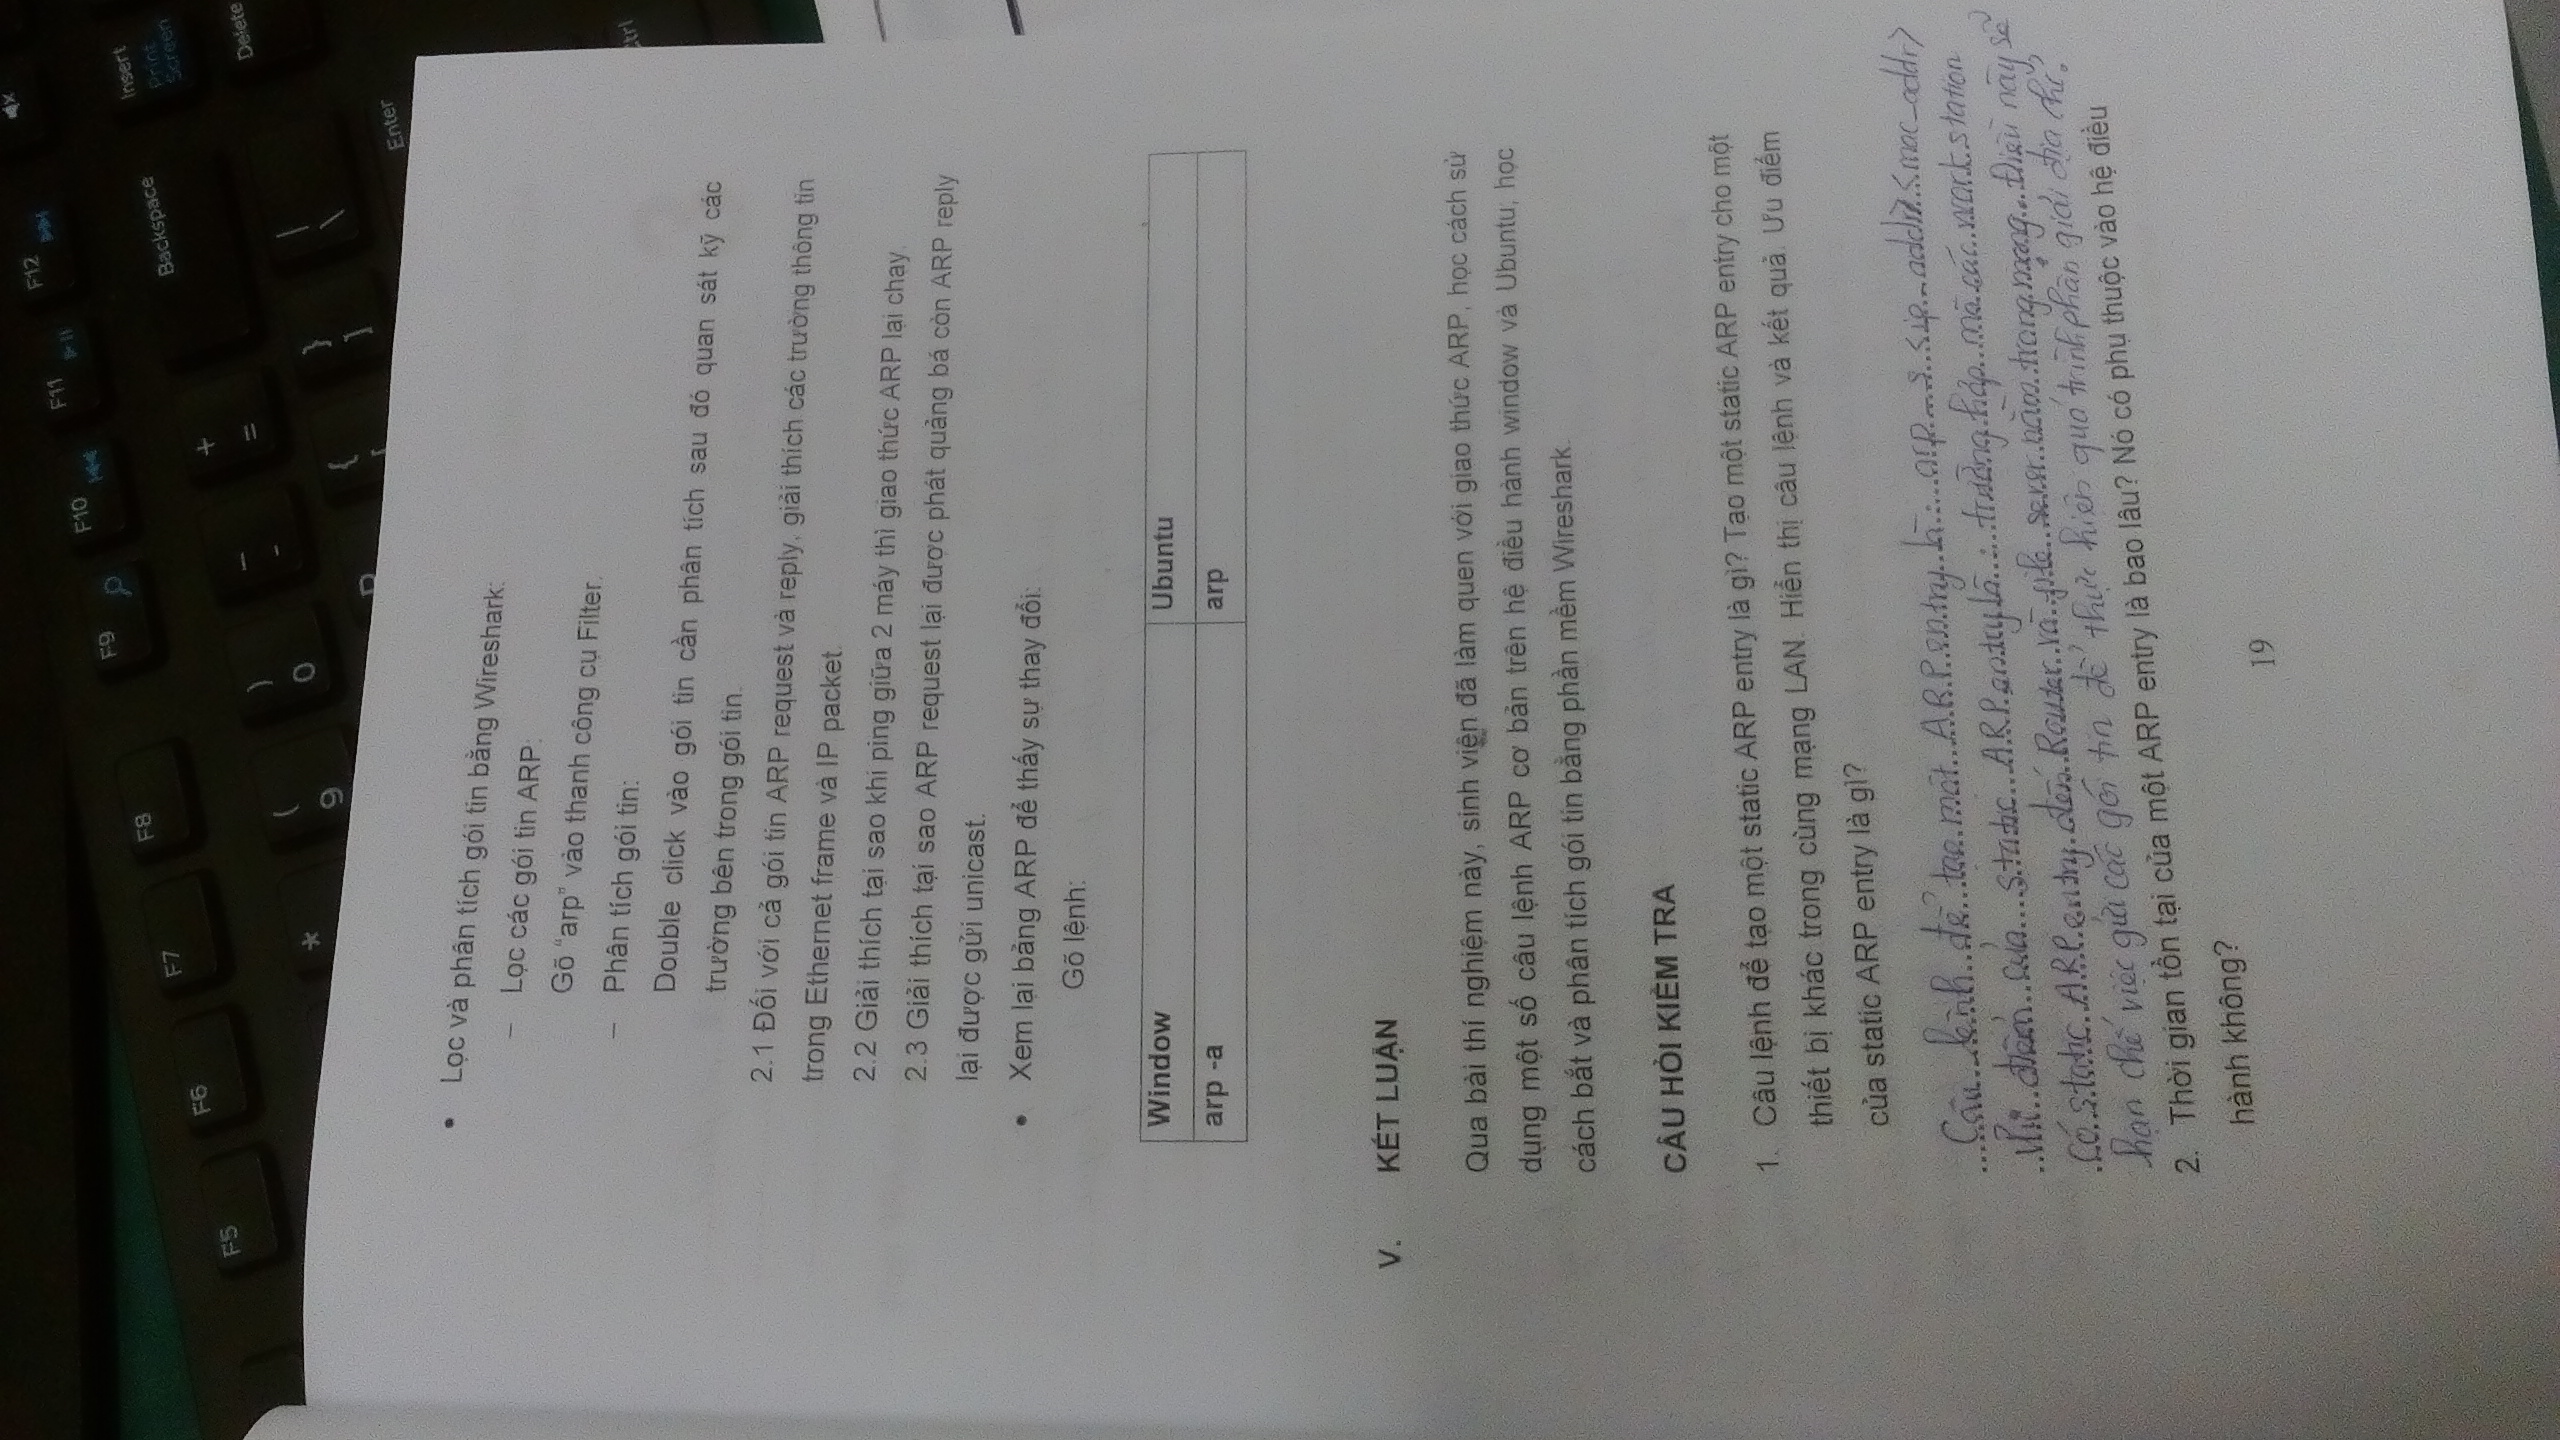 F5 F6 F7 F8 F9 F10 F11 F12
Backspace Insert
Print
Screen
Delete
* ( ) _ +
9 0 - = | \
{ } ]
Enter
Ctrl
• Lọc và phân tích gói tin bằng Wireshark:
– Lọc các gói tin ARP:
Gõ “arp” vào thanh công cụ Filter.
– Phân tích gói tin:
Double click vào gói tin cần phân tích sau đó quan sát kỹ các
trường bên trong gói tin.
2.1 Đối với cả gói tin ARP request và reply, giải thích các trường thông tin
trong Ethernet frame và IP packet.
2.2 Giải thích tại sao khi ping giữa 2 máy thì giao thức ARP lại chạy.
2.3 Giải thích tại sao ARP request lại được phát quảng bá còn ARP reply
lại được gửi unicast.
• Xem lại bảng ARP để thấy sự thay đổi:
Gõ lệnh:
Window Ubuntu
arp -a arp
V. KẾT LUẬN
Qua bài thí nghiệm này, sinh viên đã làm quen với giao thức ARP, học cách sử
dụng một số câu lệnh ARP cơ bản trên hệ điều hành window và Ubuntu, học
cách bắt và phân tích gói tin bằng phần mềm Wireshark.
CÂU HỎI KIỂM TRA
1. Câu lệnh để tạo một static ARP entry là gì? Tạo một static ARP entry cho một
thiết bị khác trong cùng mạng LAN. Hiển thị câu lệnh và kết quả. Ưu điểm
của static ARP entry là gì?
Câu lệnh để tạo một ARP entry là: arp -s <ip_addr> <mac_addr>
Ưu điểm của static ARP entry là: trường hợp mà các work station
có static ARP entry đến Router và file sever nằm trong mạng. Điều này sẽ
hạn chế việc gửi các gói tin để thực hiện quá trình phân giải địa chỉ.
2. Thời gian tồn tại của một ARP entry là bao lâu? Nó có phụ thuộc vào hệ điều
hành không?
19